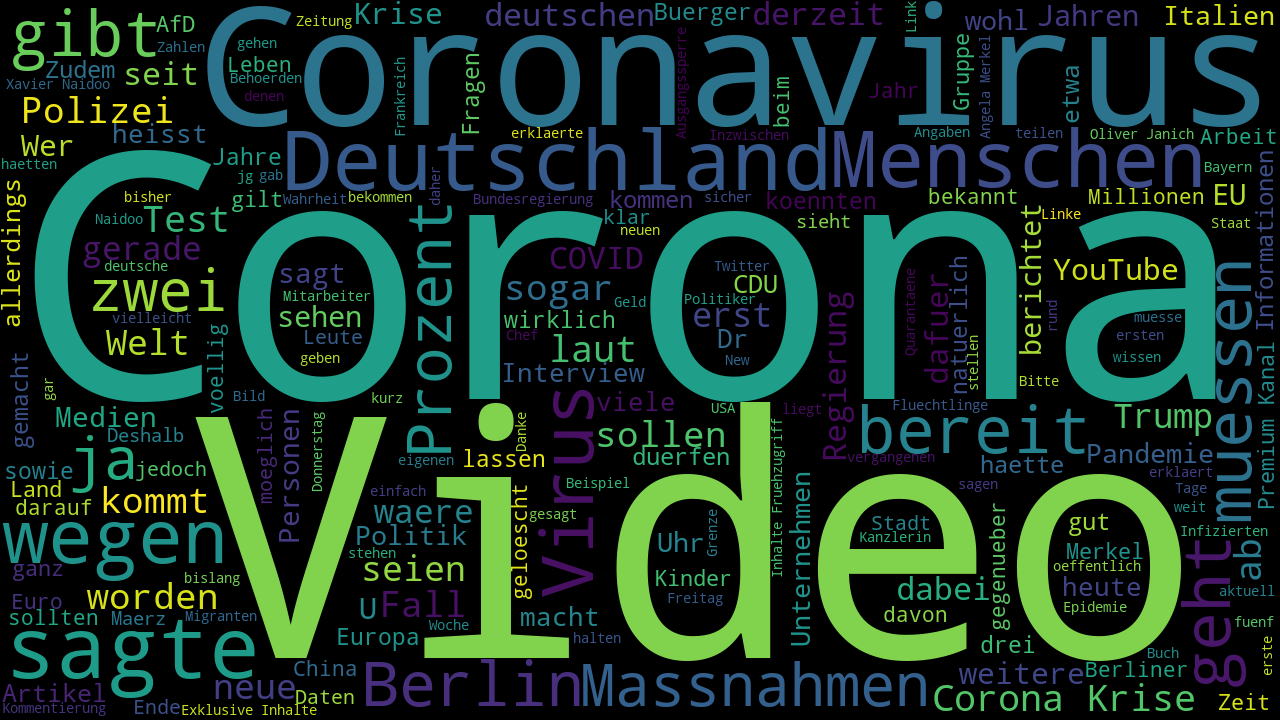 gibt
AfD
Zahlen
Zeitung
Krise
deutschen
Buerger
derzeit
Link
wohl
Jahren
Italien
Coronavirus
gehen
Zudem
seit
Leben
Behoerden
denen
Xavier Naidoo
Frankreich
Fragen
Ausgangssperre
beim
Jahr
Gruppe
Angela Merkel
etwa
Polizei
Wer
heisst
erklaerte
Inzwischen
Angaben
teilen
Oliver Janich
Arbeit
haetten
Jahre
jg
gab
Deutschland
Menschen
Bayern
Informationen
allerdings
bisher
gilt
Wahrheit
bekommen
daher
Bundesregierung
kommen
sicher
koennten
bekannt
Millionen
EU
Naidoo
Test
klar
neuen
sieht
Linke
Staat
Corona
gerade
deutsche
zwei
vielleicht
Welt
voellig
sagt
Mitarbeiter
sehen
Leute
geben
Prozent
COVID
sogar
wirklich
laut
Interview
Chef
Geld
Twitter
Politiker
CDU
erst
Dr
New
Regierung
Quarantaene
dafuer
natuerlich
stellen
berichtet
rund
YouTube
muesse
ersten
wissen
muessen
Premium Kanal
gemacht
gar
Bild
kurz
Bitte
Medien
Deshalb
moeglich
Personen
Donnerstag
Danke
Virus
viele
USA
liegt
Fluechtlinge
bereit
Trump
sollen
duerfen
vergangenen
haette
Pandemie
erklaert
ja
jedoch
sowie
Land
darauf
kommt
eigenen
lassen
Beispiel
Inhalte Fruehzugriff
sagen
Tage
weit
einfach
geloescht
gesagt
Unternehmen
Video
wegen
waere
Politik
stehen
Uhr
Grenze
Stadt
Kanzlerin
gegenueber
gut
Merkel
oeffentlich
Infizierten
ab
ganz
bislang
seien
Kinder
Freitag
dabei
heute
Epidemie
geht
aktuell
Euro
worden
U
Fall
davon
sollten
Maerz
Migranten
Woche
macht
fuenf
sagte
Europa
halten
drei
Buch
erste
China
Berlin
Massnahmen
weitere
Berliner
Artikel
neue
Daten
Corona Krise
Zeit
Kommentierung
Ende
Exklusive Inhalte